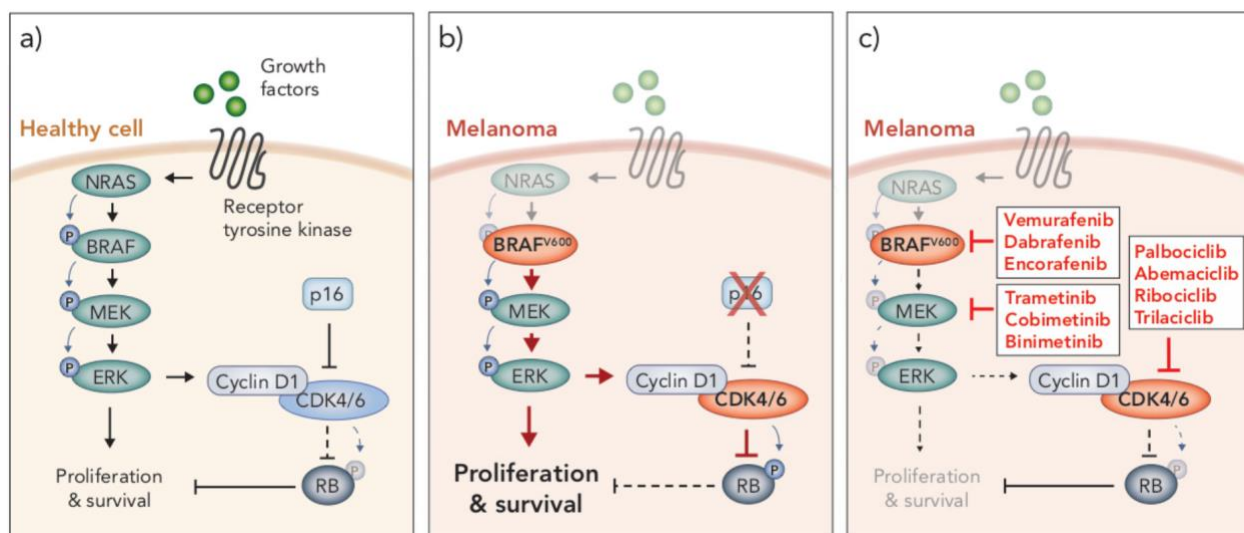 a)
Growth
factors
Healthy cell
NRAS
Receptor
tyrosine kinase
P
BRAF
P
MEK
p16
P
ERK
Cyclin D1
CDK4/6
Proliferation
& survival
RB
P
b)
Melanoma
NRAS
P
BRAFV600
P
MEK
p16
P
ERK
Cyclin D1
CDK4/6
Proliferation
& survival
RB
P
c)
Melanoma
NRAS
P
BRAFV600
Vemurafenib
Dabrafenib
Encorafenib
Palbociclib
Abemaciclib
Ribociclib
Trilaciclib
P
MEK
Trametinib
Cobimetinib
Binimetinib
P
ERK
Cyclin D1
CDK4/6
Proliferation
& survival
RB
P